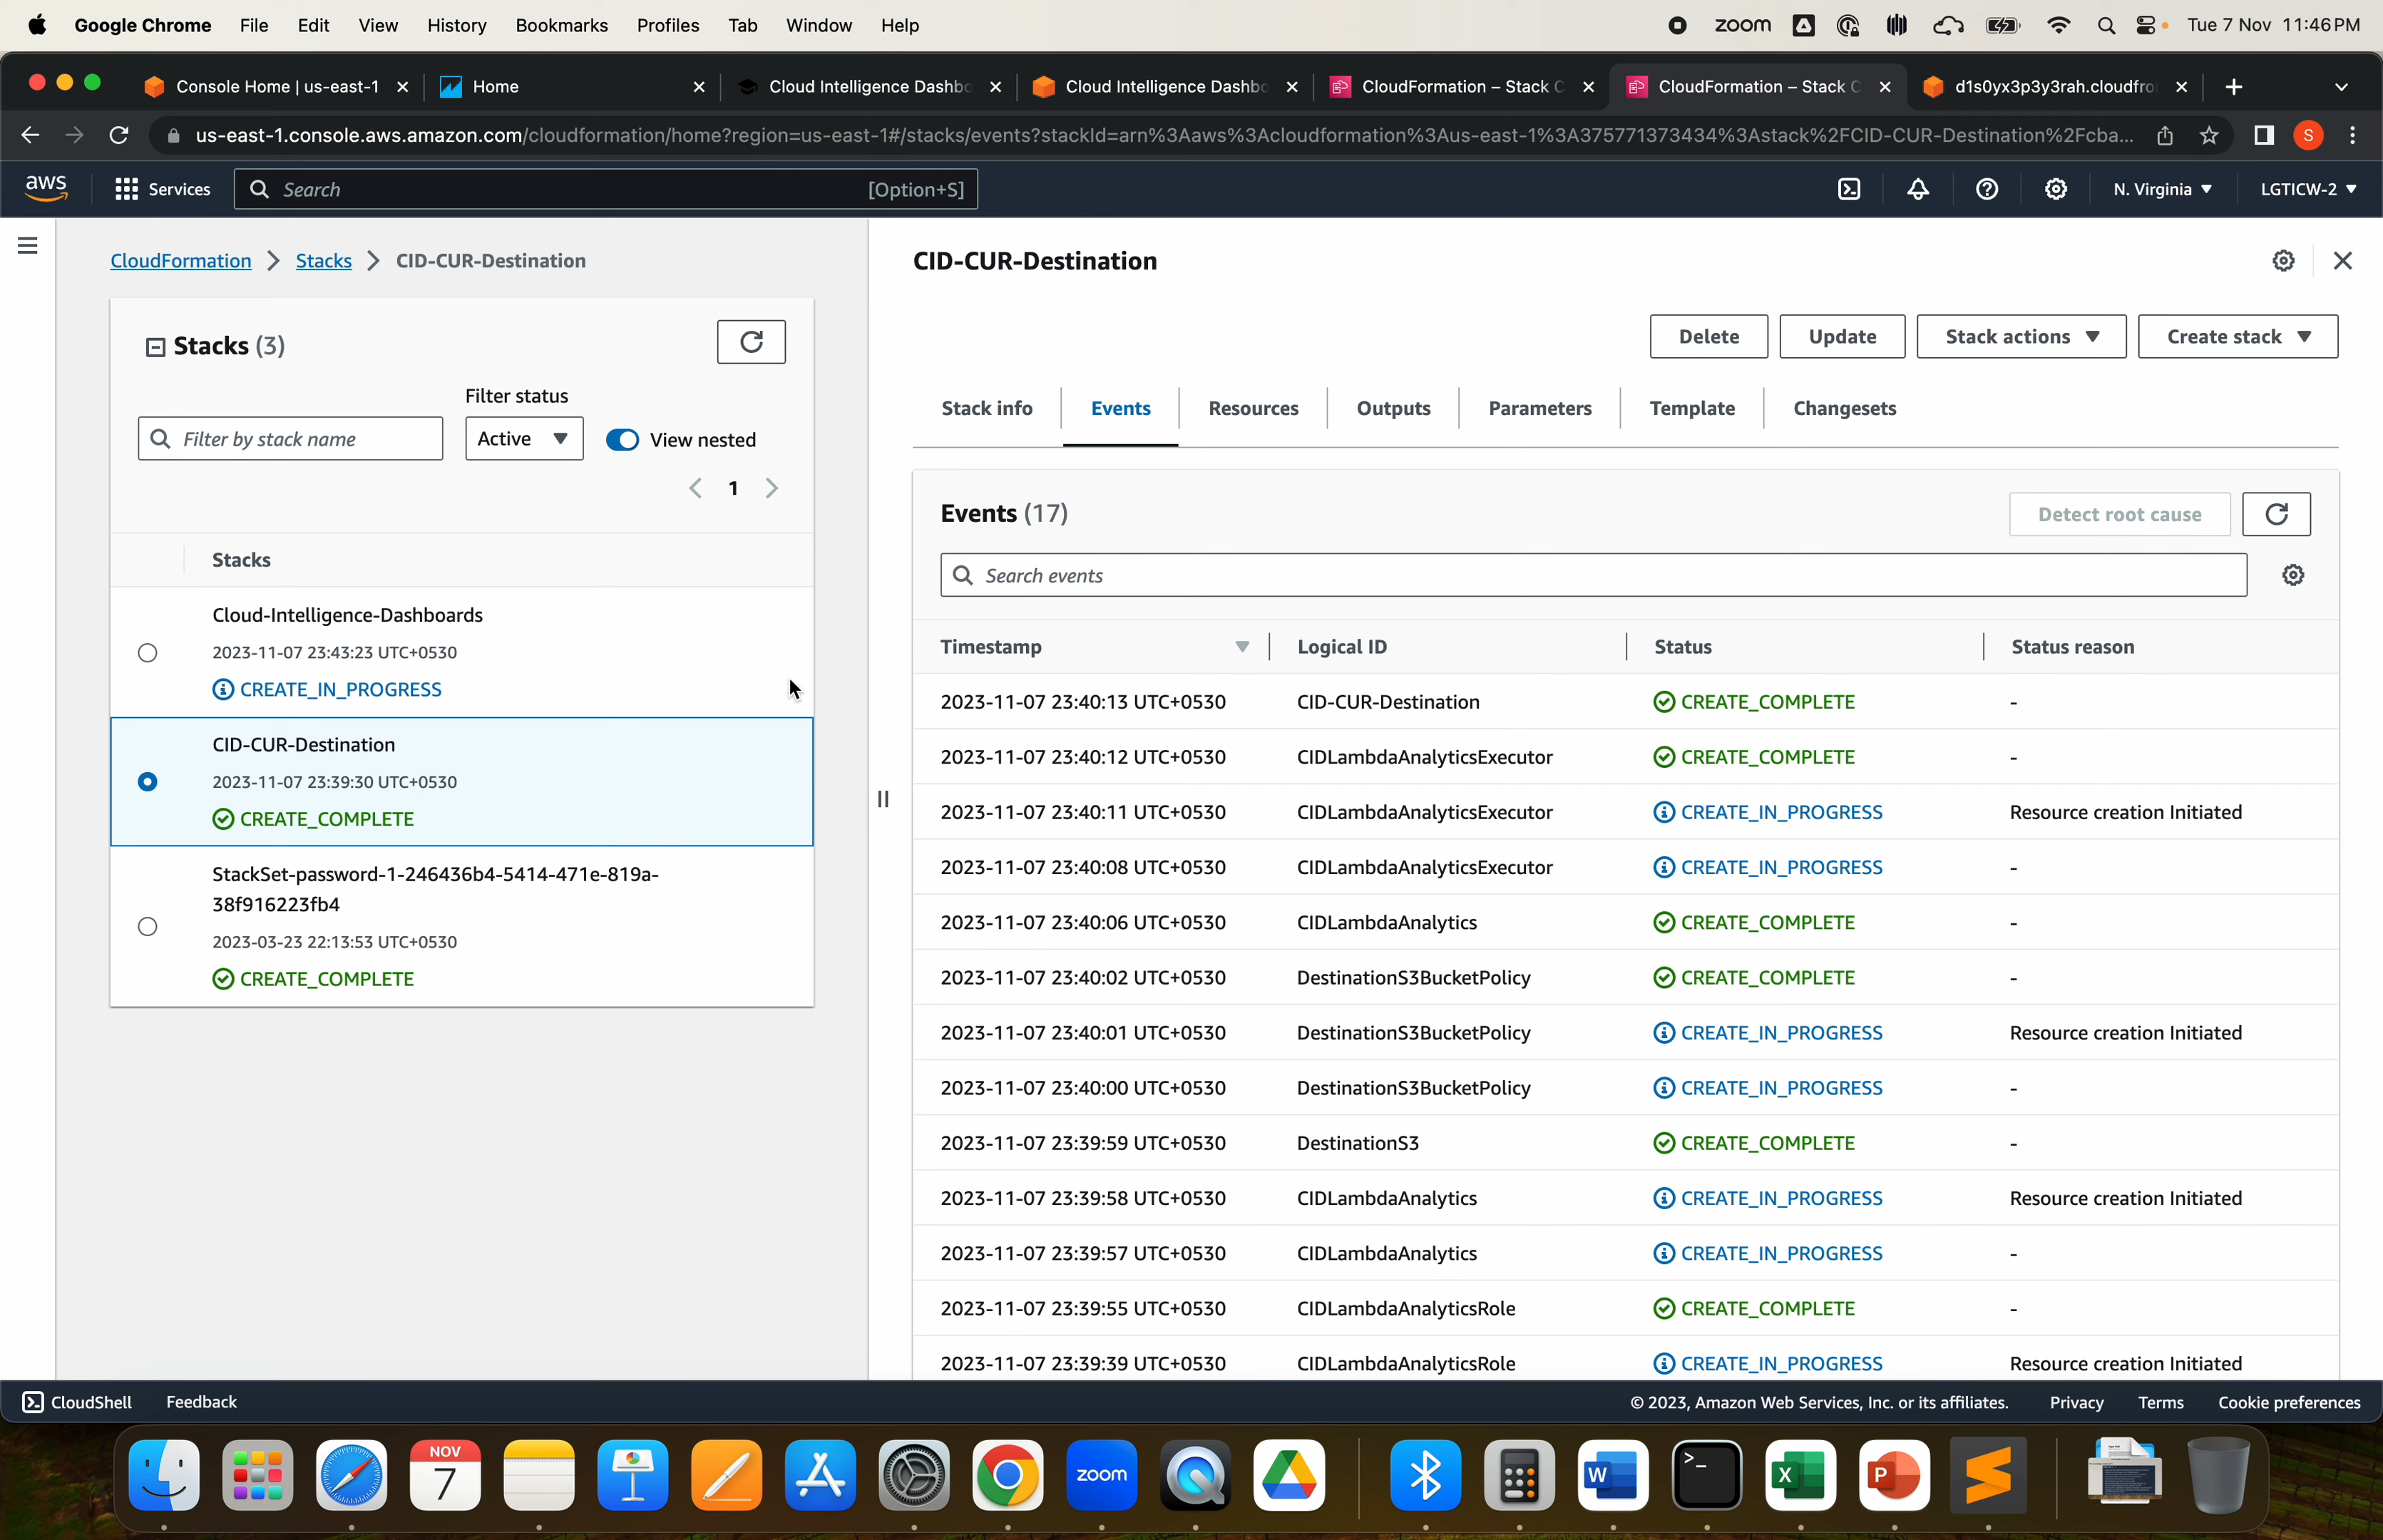 Google Chrome File Edit View History Bookmarks Profiles Tab Window Help zoom Tue 7 Nov 11:46 PM
Console Home | us-east-1 Home Cloud Intelligence Dashbo Cloud Intelligence Dashbo CloudFormation – Stack C CloudFormation – Stack C d1s0yx3p3y3rah.cloudfro
us-east-1.console.aws.amazon.com/cloudformation/home?region=us-east-1#/stacks/events?stackId=arn%3Aaws%3Acloudformation%3Aus-east-1%3A375771373434%3Astack%2FCID-CUR-Destination%2Fcba... S
aws Services Search [Option+S] N. Virginia LGTICW-2
CloudFormation Stacks CID-CUR-Destination
Stacks (3)
Filter status
Filter by stack name Active View nested
1
Stacks
Cloud-Intelligence-Dashboards
2023-11-07 23:43:23 UTC+0530
CREATE_IN_PROGRESS
CID-CUR-Destination
2023-11-07 23:39:30 UTC+0530
CREATE_COMPLETE
StackSet-password-1-246436b4-5414-471e-819a-
38f916223fb4
2023-03-23 22:13:53 UTC+0530
CREATE_COMPLETE
CID-CUR-Destination
Delete Update Stack actions Create stack
Stack info Events Resources Outputs Parameters Template Changesets
Events (17) Detect root cause
Search events
Timestamp Logical ID Status Status reason
2023-11-07 23:40:13 UTC+0530 CID-CUR-Destination CREATE_COMPLETE -
2023-11-07 23:40:12 UTC+0530 CIDLambdaAnalyticsExecutor CREATE_COMPLETE -
2023-11-07 23:40:11 UTC+0530 CIDLambdaAnalyticsExecutor CREATE_IN_PROGRESS Resource creation Initiated
2023-11-07 23:40:08 UTC+0530 CIDLambdaAnalyticsExecutor CREATE_IN_PROGRESS -
2023-11-07 23:40:06 UTC+0530 CIDLambdaAnalytics CREATE_COMPLETE -
2023-11-07 23:40:02 UTC+0530 DestinationS3BucketPolicy CREATE_COMPLETE -
2023-11-07 23:40:01 UTC+0530 DestinationS3BucketPolicy CREATE_IN_PROGRESS Resource creation Initiated
2023-11-07 23:40:00 UTC+0530 DestinationS3BucketPolicy CREATE_IN_PROGRESS -
2023-11-07 23:39:59 UTC+0530 DestinationS3 CREATE_COMPLETE -
2023-11-07 23:39:58 UTC+0530 CIDLambdaAnalytics CREATE_IN_PROGRESS Resource creation Initiated
2023-11-07 23:39:57 UTC+0530 CIDLambdaAnalytics CREATE_IN_PROGRESS -
2023-11-07 23:39:55 UTC+0530 CIDLambdaAnalyticsRole CREATE_COMPLETE -
2023-11-07 23:39:39 UTC+0530 CIDLambdaAnalyticsRole CREATE_IN_PROGRESS Resource creation Initiated
CloudShell Feedback © 2023, Amazon Web Services, Inc. or its affiliates. Privacy Terms Cookie preferences
NOV
7
zoom
W
X
P